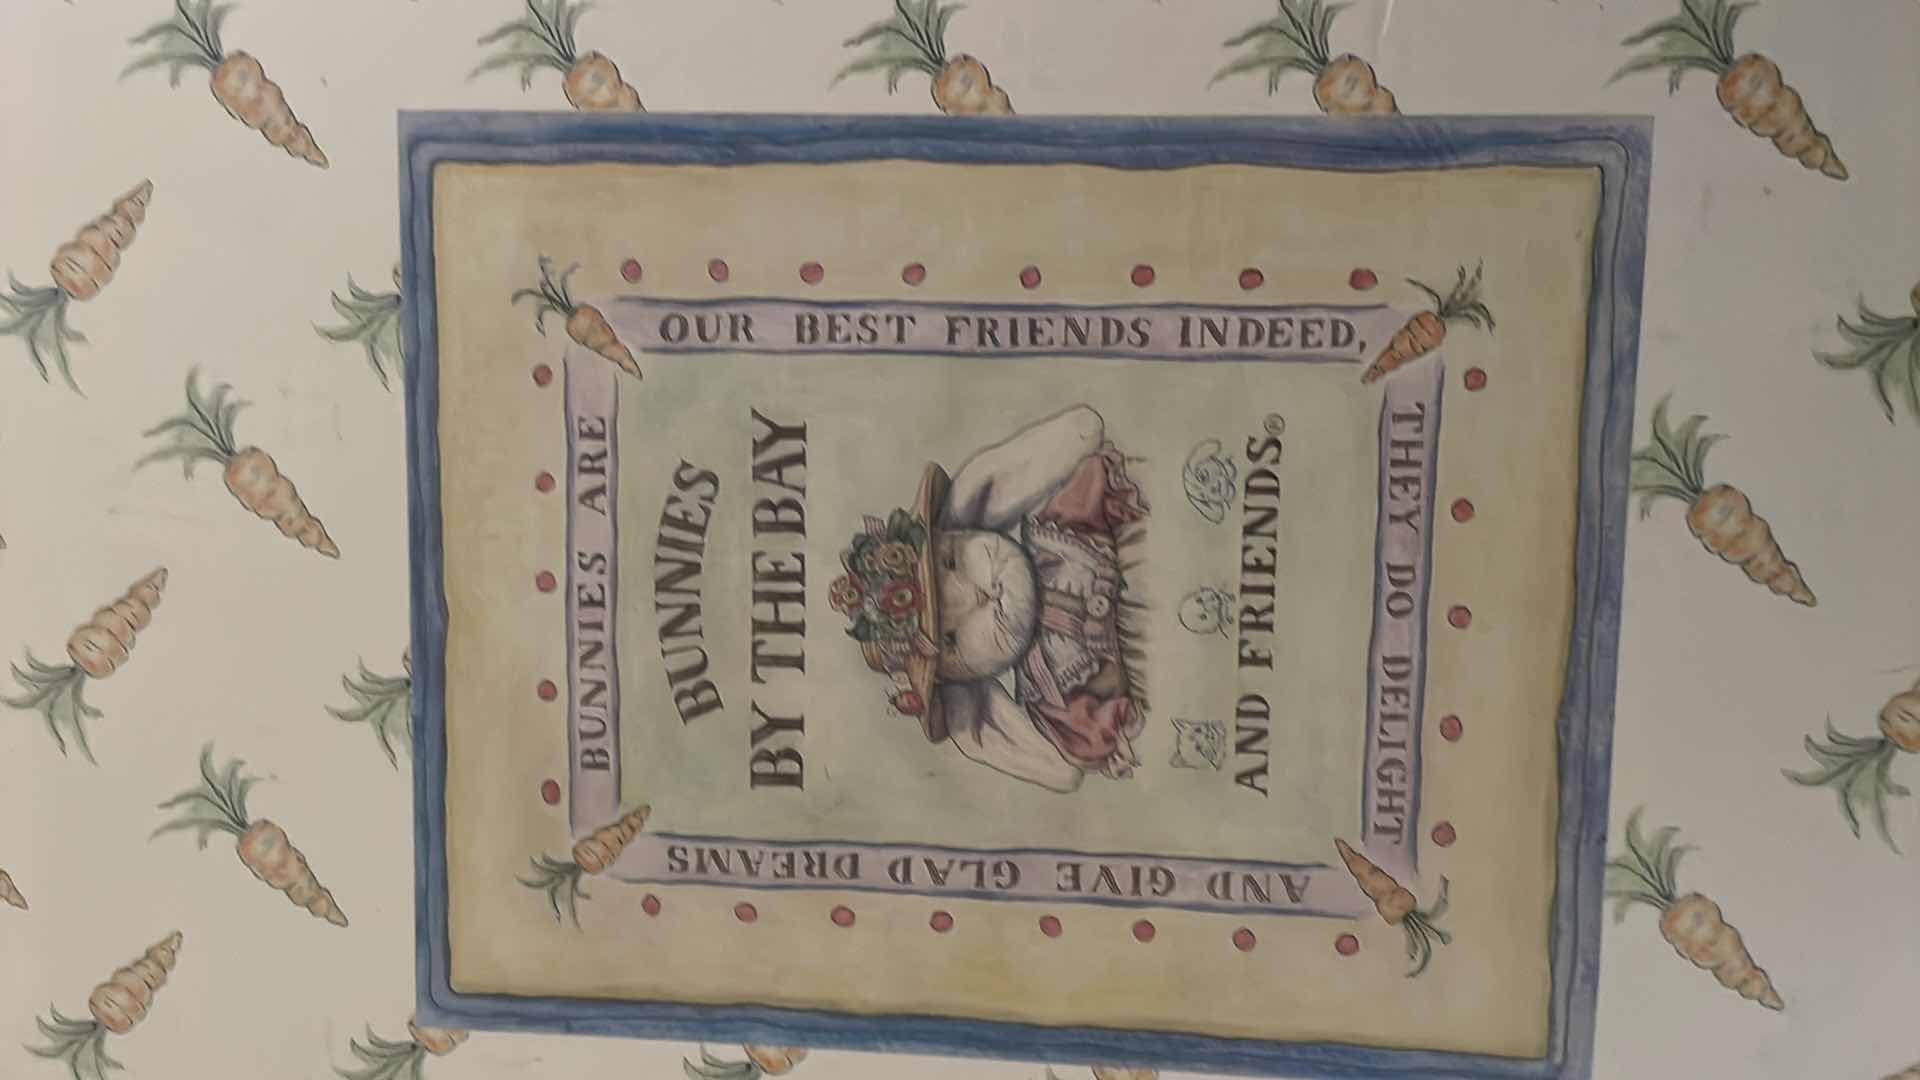 BUNNIES ARE
OUR BEST FRIENDS INDEED,
THEY DO DELIGHT
AND GIVE GLAD DREAMS
BUNNIES
BY THE BAY
AND FRIENDS®